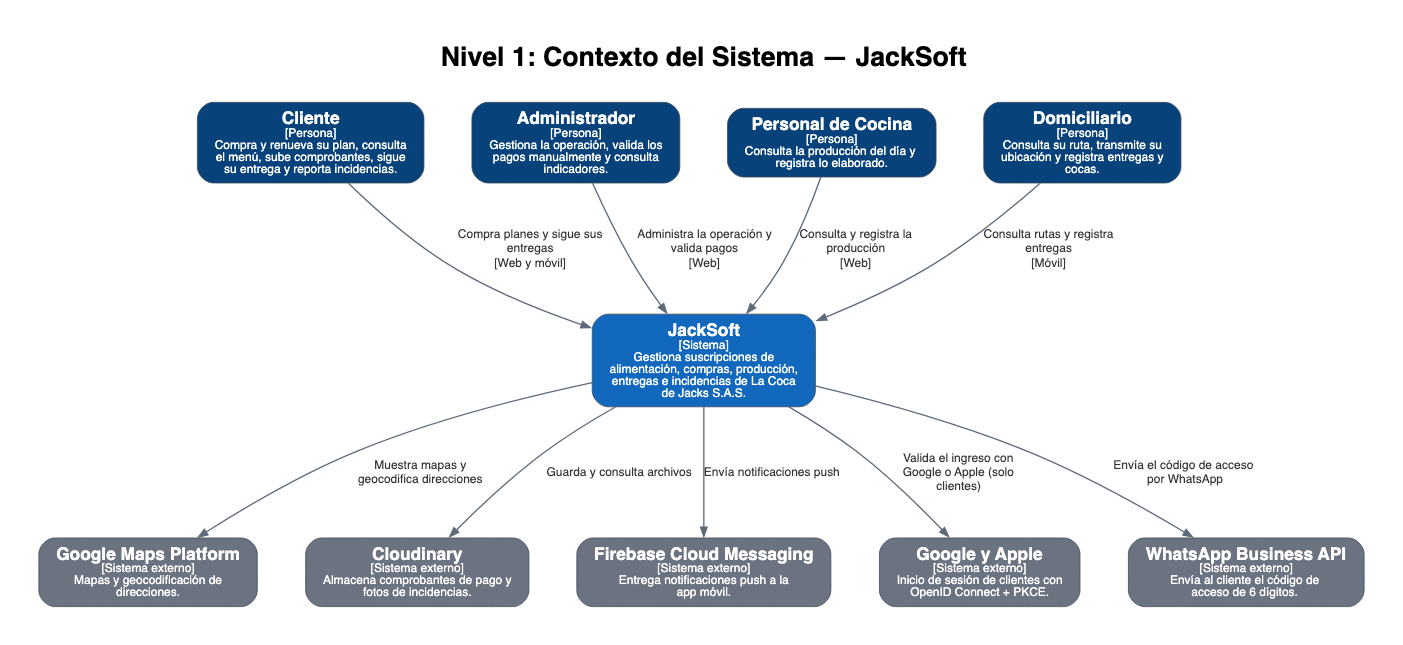 Nivel 1: Contexto del Sistema — JackSoft
Cliente
[Persona]
Compra y renueva su plan, consulta
el menú, sube comprobantes, sigue
su entrega y reporta incidencias.
Administrador
[Persona]
Gestiona la operación, valida los
pagos manualmente y consulta
indicadores.
Personal de Cocina
[Persona]
Consulta la producción del día y
registra lo elaborado.
Domiciliario
[Persona]
Consulta su ruta, transmite su
ubicación y registra entregas y
cocas.
Compra planes y sigue sus
entregas
[Web y móvil]
Administra la operación y
valida pagos
[Web]
Consulta y registra la
producción
[Web]
Consulta rutas y registra
entregas
[Móvil]
JackSoft
[Sistema]
Gestiona suscripciones de
alimentación, compras, producción,
entregas e incidencias de La Coca
de Jacks S.A.S.
Muestra mapas y
geocodifica direcciones
Guarda y consulta archivos
Envía notificaciones push
Valida el ingreso con
Google o Apple (solo
clientes)
Envía el código de acceso
por WhatsApp
Google Maps Platform
[Sistema externo]
Mapas y geocodificación de
direcciones.
Cloudinary
[Sistema externo]
Almacena comprobantes de pago y
fotos de incidencias.
Firebase Cloud Messaging
[Sistema externo]
Entrega notificaciones push a la
app móvil.
Google y Apple
[Sistema externo]
Inicio de sesión de clientes con
OpenID Connect + PKCE.
WhatsApp Business API
[Sistema externo]
Envía al cliente el código de
acceso de 6 dígitos.